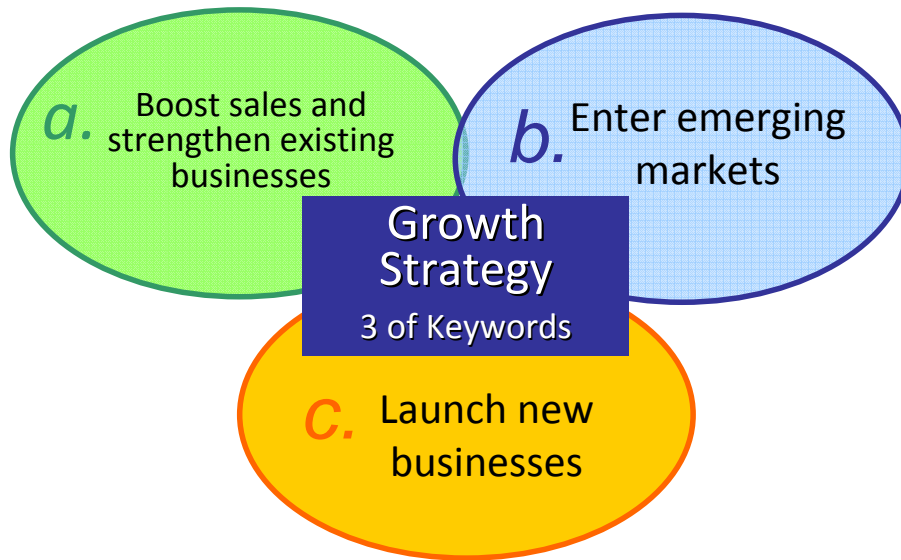 a. Boost sales and
strengthen existing
businesses
b. Enter emerging
markets
Growth
Strategy
3 of Keywords
c. Launch new
businesses